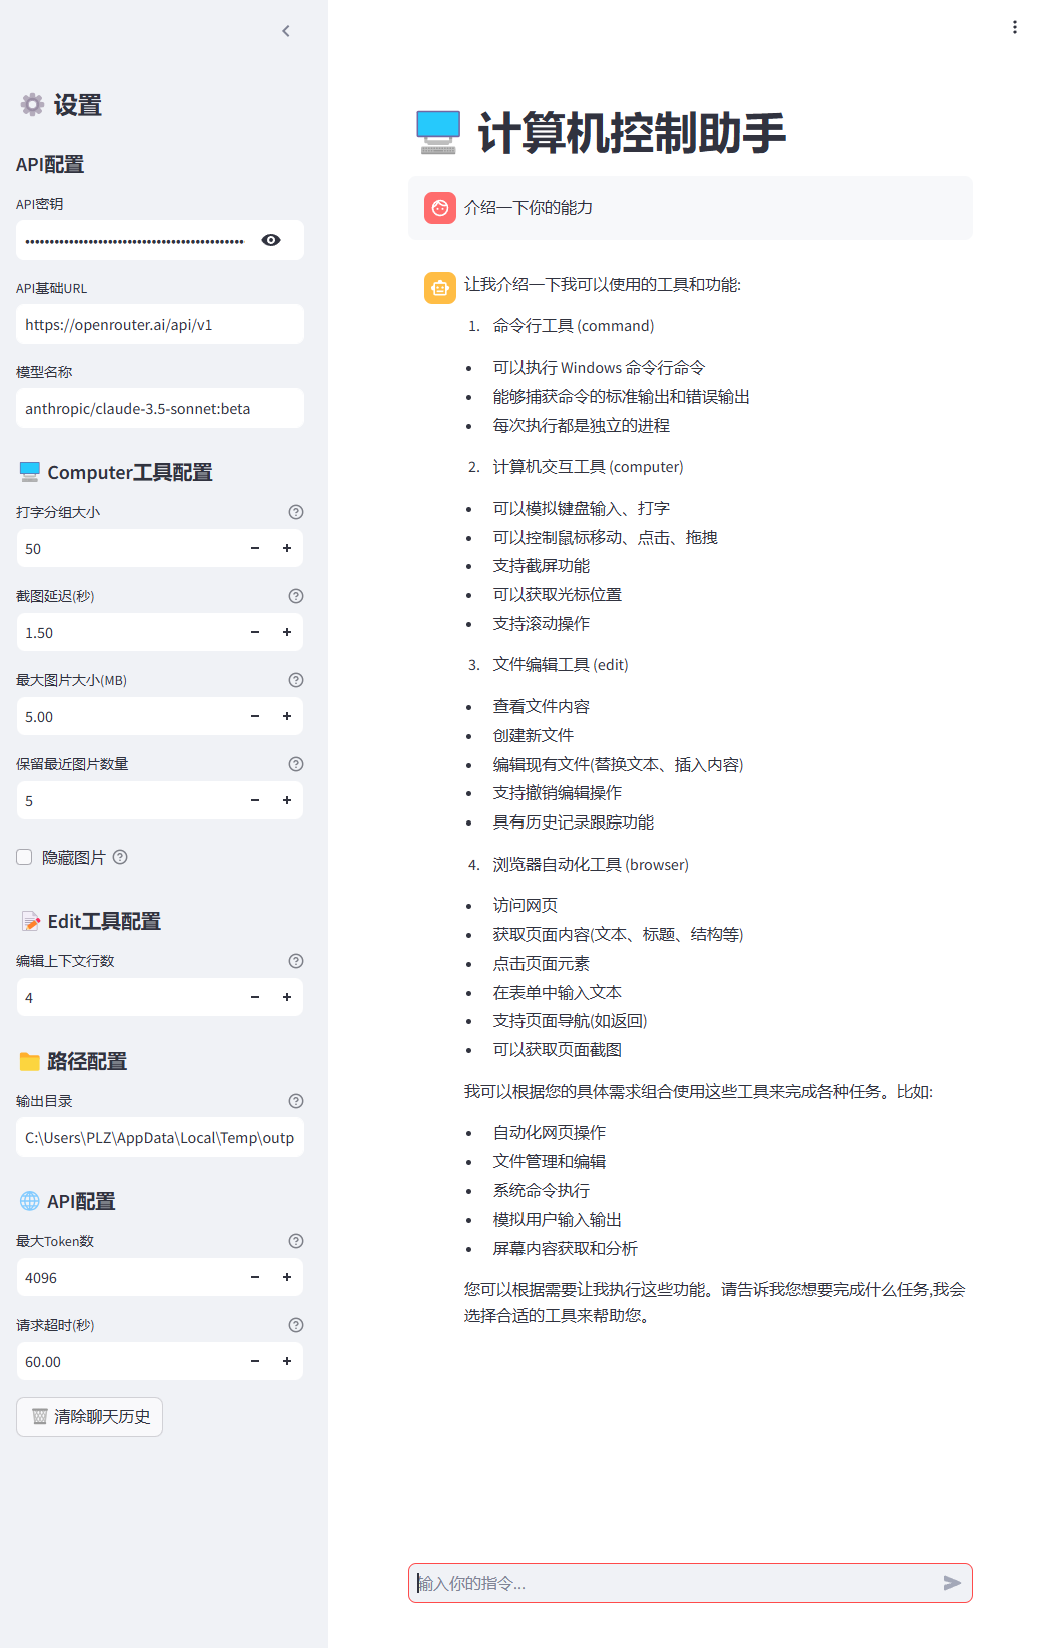 设置
API配置
API密钥
••••••••••••••••••••••••••••••••••••••••••••
API基础URL
https://openrouter.ai/api/v1
模型名称
anthropic/claude-3.5-sonnet:beta
Computer工具配置
打字分组大小
50
截图延迟(秒)
1.50
最大图片大小(MB)
5.00
保留最近图片数量
5
隐藏图片
Edit工具配置
编辑上下文行数
4
路径配置
输出目录
C:\Users\PLZ\AppData\Local\Temp\outp
API配置
最大Token数
4096
请求超时(秒)
60.00
清除聊天历史
计算机控制助手
介绍一下你的能力
让我介绍一下我可以使用的工具和功能:
1. 命令行工具 (command)
• 可以执行 Windows 命令行命令
• 能够捕获命令的标准输出和错误输出
• 每次执行都是独立的进程
2. 计算机交互工具 (computer)
• 可以模拟键盘输入、打字
• 可以控制鼠标移动、点击、拖拽
• 支持截屏功能
• 可以获取光标位置
• 支持滚动操作
3. 文件编辑工具 (edit)
• 查看文件内容
• 创建新文件
• 编辑现有文件(替换文本、插入内容)
• 支持撤销编辑操作
• 具有历史记录跟踪功能
4. 浏览器自动化工具 (browser)
• 访问网页
• 获取页面内容(文本、标题、结构等)
• 点击页面元素
• 在表单中输入文本
• 支持页面导航(如返回)
• 可以获取页面截图
我可以根据您的具体需求组合使用这些工具来完成各种任务。比如:
• 自动化网页操作
• 文件管理和编辑
• 系统命令执行
• 模拟用户输入输出
• 屏幕内容获取和分析
您可以根据需要让我执行这些功能。请告诉我您想要完成什么任务,我会
选择合适的工具来帮助您。
输入你的指令...